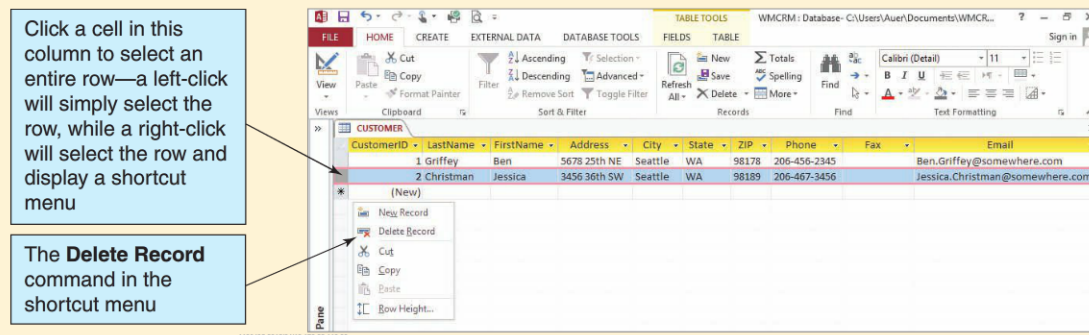 Click a cell in this
column to select an
entire row—a left-click
will simply select the
row, while a right-click
will select the row and
display a shortcut
menu
The Delete Record
command in the
shortcut menu
TABLE TOOLS WMCRM : Database- C:\Users\Auer\Documents\WMCR... ?
FILE HOME CREATE EXTERNAL DATA DATABASE TOOLS FIELDS TABLE Sign in
View
Paste
Cut
Copy
Format Painter
Filter
Ascending
Descending
Remove Sort
Selection
Advanced
Toggle Filter
Refresh
All
New
Save
Delete
Totals
Spelling
More
Find
Calibri (Detail) 11
B I U
A
Views Clipboard Sort & Filter Records Find Text Formatting
» CUSTOMER
CustomerID LastName FirstName Address City State ZIP Phone Fax Email
1 Griffey Ben 5678 25th NE Seattle WA 98178 206-456-2345 Ben.Griffey@somewhere.com
2 Christman Jessica 3456 36th SW Seattle WA 98189 206-467-3456 Jessica.Christman@somewhere.com
* (New)
New Record
Delete Record
Cut
Copy
Paste
Row Height...
Pane